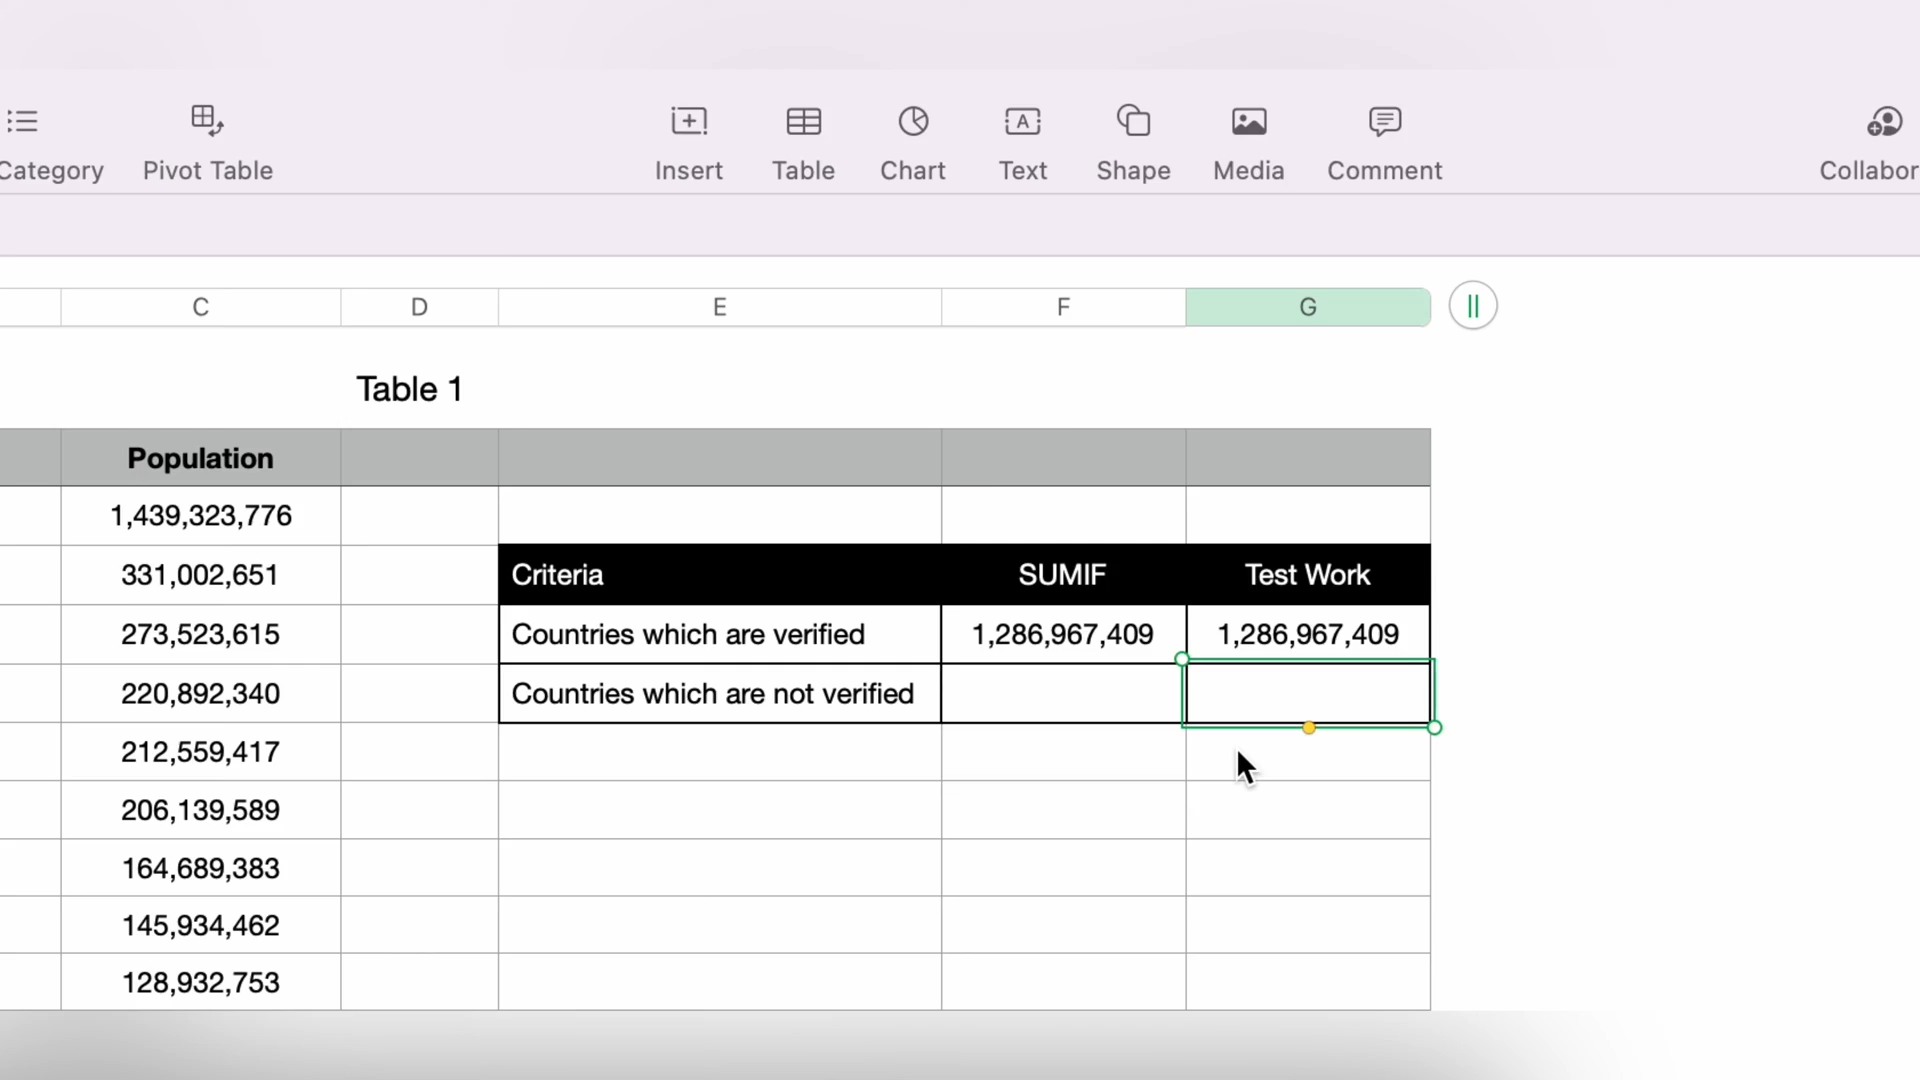 Category Pivot Table Insert Table Chart Text Shape Media Comment Collabor
C D E F G
Table 1
Population
1,439,323,776
331,002,651 Criteria SUMIF Test Work
273,523,615 Countries which are verified 1,286,967,409 1,286,967,409
220,892,340 Countries which are not verified
212,559,417
206,139,589
164,689,383
145,934,462
128,932,753